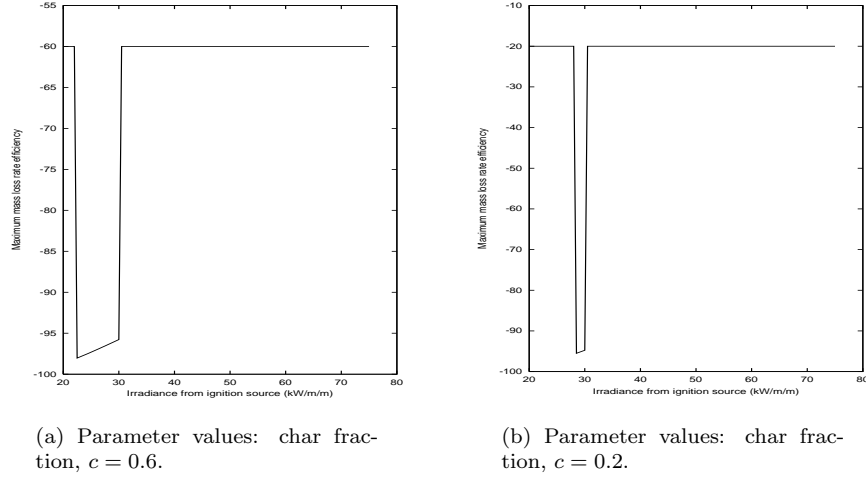 -55
-60
-65
-70
-75
-80
-85
-90
-95
-100
20 30 40 50 60 70 80
Maximum mass loss rate efficiency
Irradiance from ignition source (kW/m/m)
(a) Parameter values: char frac-
tion, c = 0.6.
-10
-20
-30
-40
-50
-60
-70
-80
-90
-100
20 30 40 50 60 70 80
Maximum mass loss rate efficiency
Irradiance from ignition source (kW/m/m)
(b) Parameter values: char frac-
tion, c = 0.2.